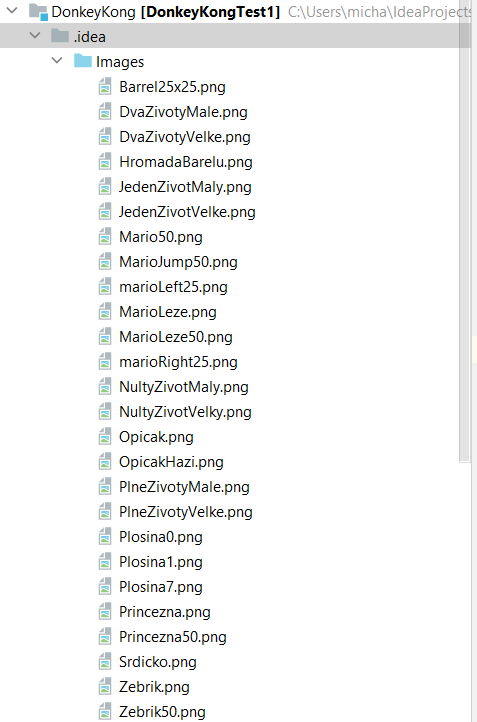 DonkeyKong [DonkeyKongTest1] C:\Users\micha\IdeaProjects
.idea
Images
Barrel25x25.png
DvaZivotyMale.png
DvaZivotyVelke.png
HromadaBarelu.png
JedenZivotMaly.png
JedenZivotVelke.png
Mario50.png
MarioJump50.png
marioLeft25.png
MarioLeze.png
MarioLeze50.png
marioRight25.png
NultyZivotMaly.png
NultyZivotVelky.png
Opicak.png
OpicakHazi.png
PlneZivotyMale.png
PlneZivotyVelke.png
Plosina0.png
Plosina1.png
Plosina7.png
Princezna.png
Princezna50.png
Srdicko.png
Zebrik.png
Zebrik50.png